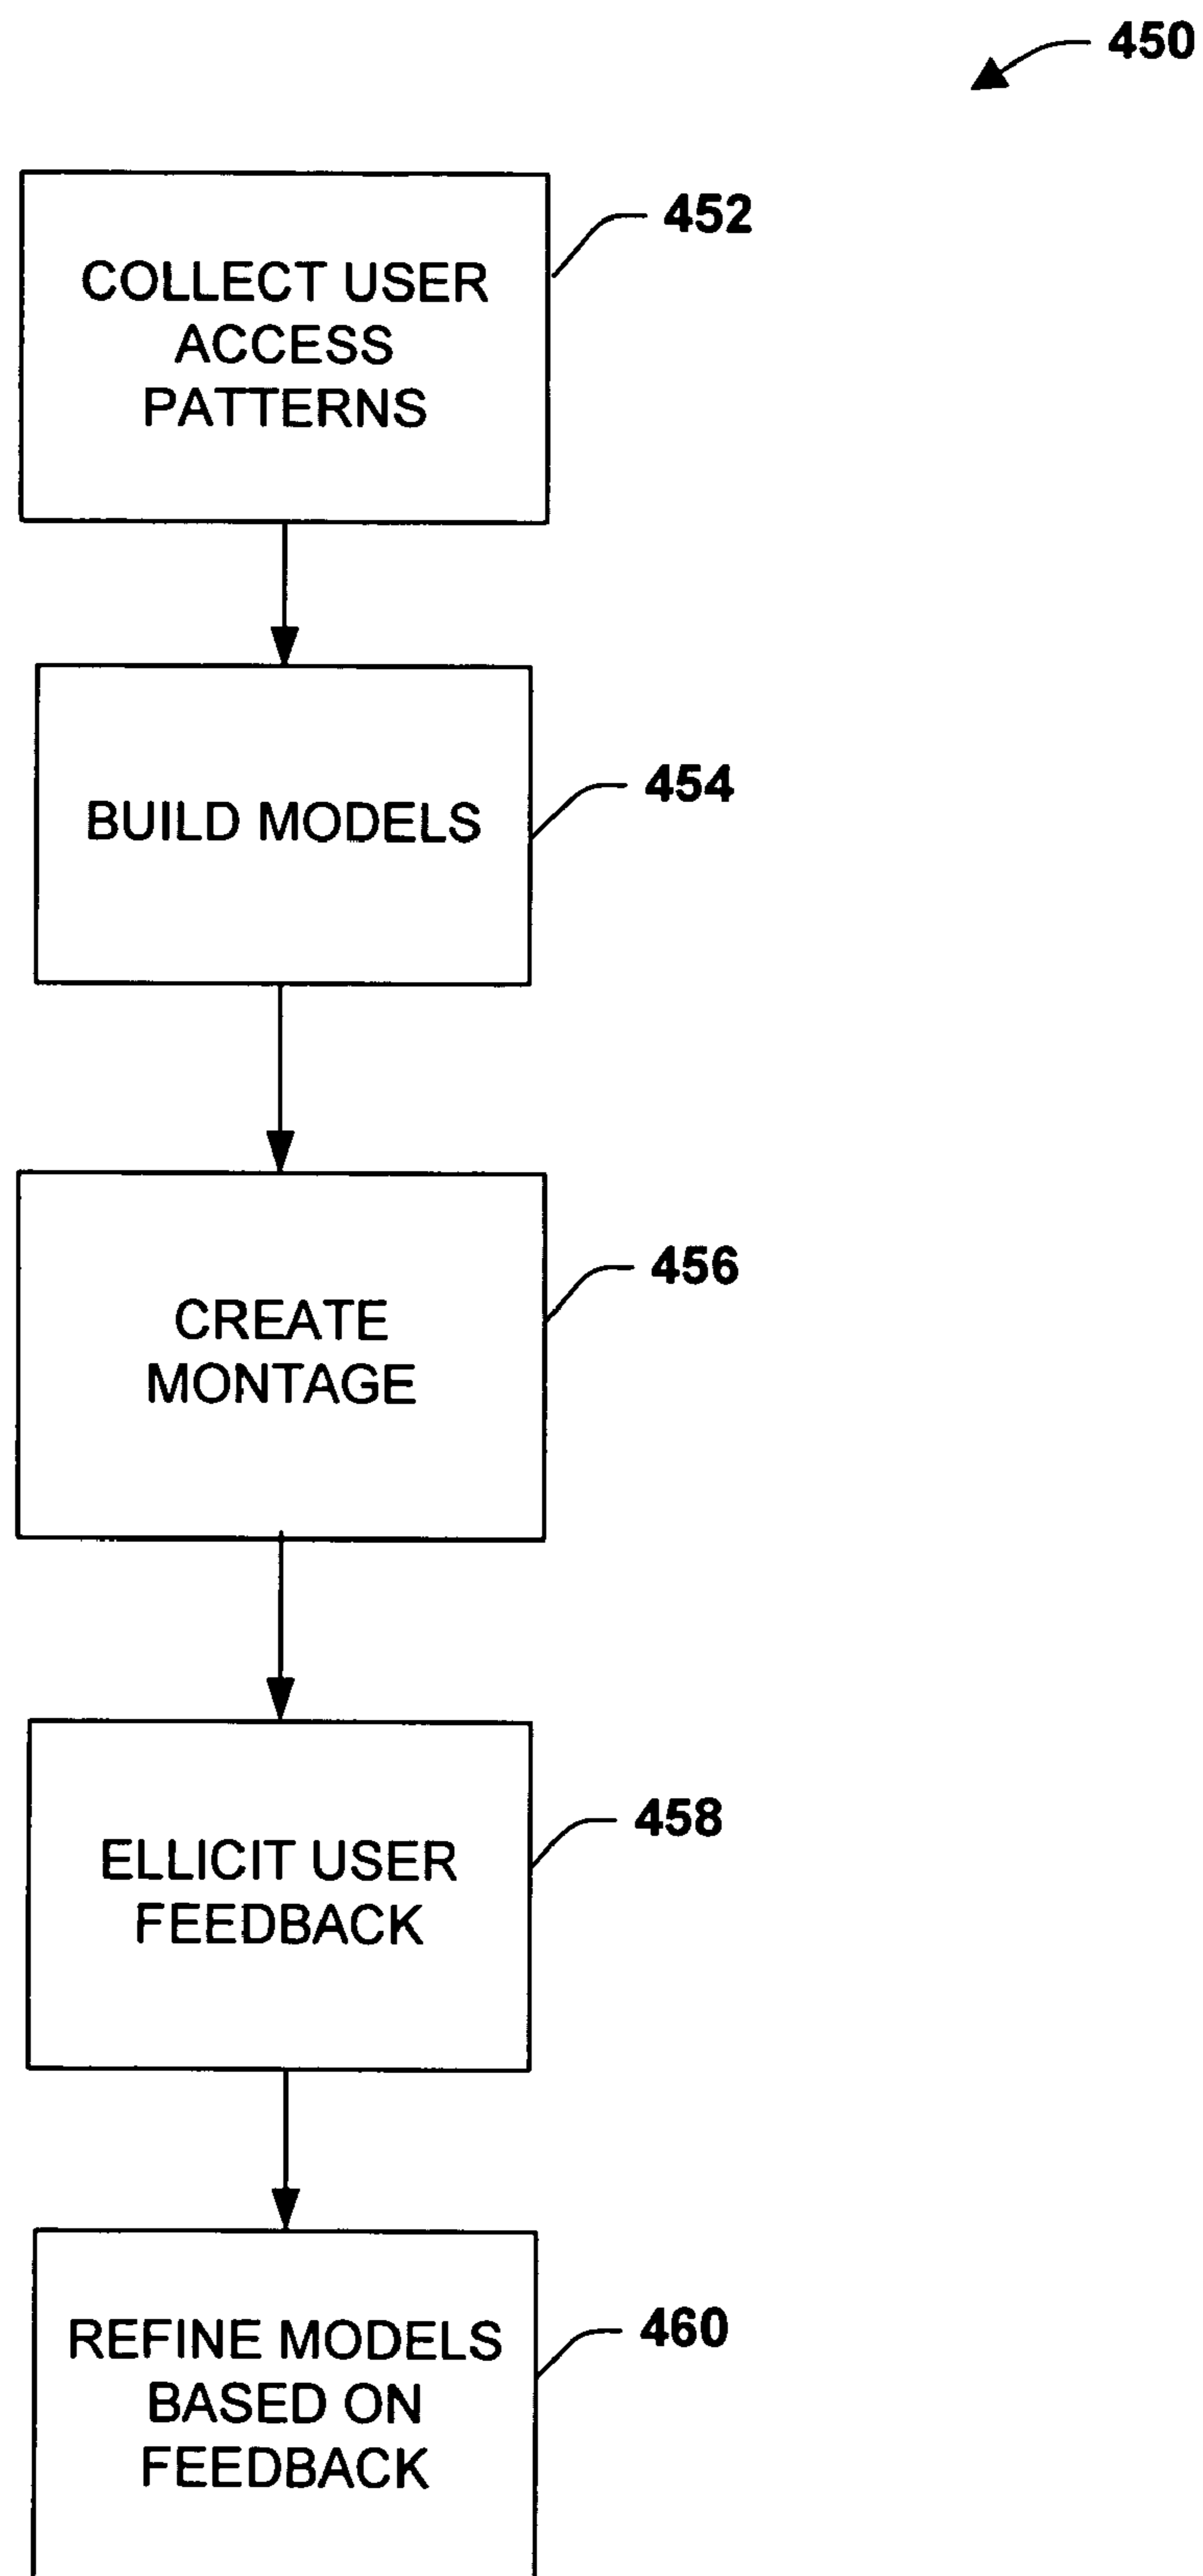 450
COLLECT USER
ACCESS
PATTERNS
452
BUILD MODELS
454
CREATE
MONTAGE
456
ELLICIT USER
FEEDBACK
458
REFINE MODELS
BASED ON
FEEDBACK
460